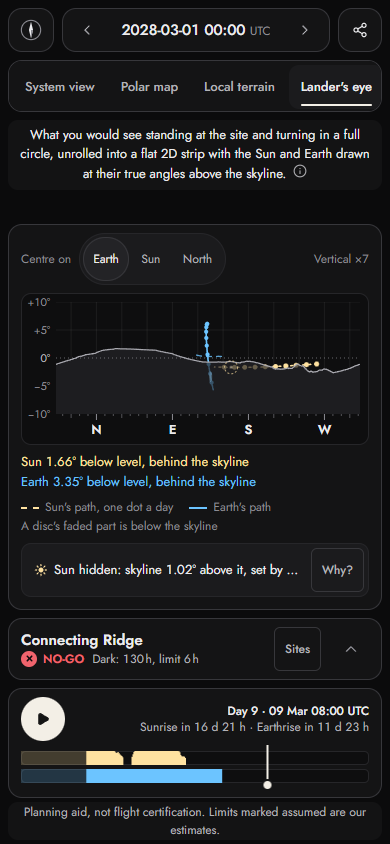 2028-03-01 00:00 UTC
System view Polar map Local terrain Lander's eye
What you would see standing at the site and turning in a full
circle, unrolled into a flat 2D strip with the Sun and Earth drawn
at their true angles above the skyline.
Centre on Earth Sun North Vertical ×7
+10°
+5°
0°
−5°
−10°
N E S W
Sun 1.66° below level, behind the skyline
Earth 3.35° below level, behind the skyline
Sun's path, one dot a day Earth's path
A disc's faded part is below the skyline
Sun hidden: skyline 1.02° above it, set by ... Why?
Connecting Ridge
NO-GO Dark: 130 h, limit 6 h
Sites
Day 9 · 09 Mar 08:00 UTC
Sunrise in 16 d 21 h · Earthrise in 11 d 23 h
Planning aid, not flight certification. Limits marked assumed are our
estimates.